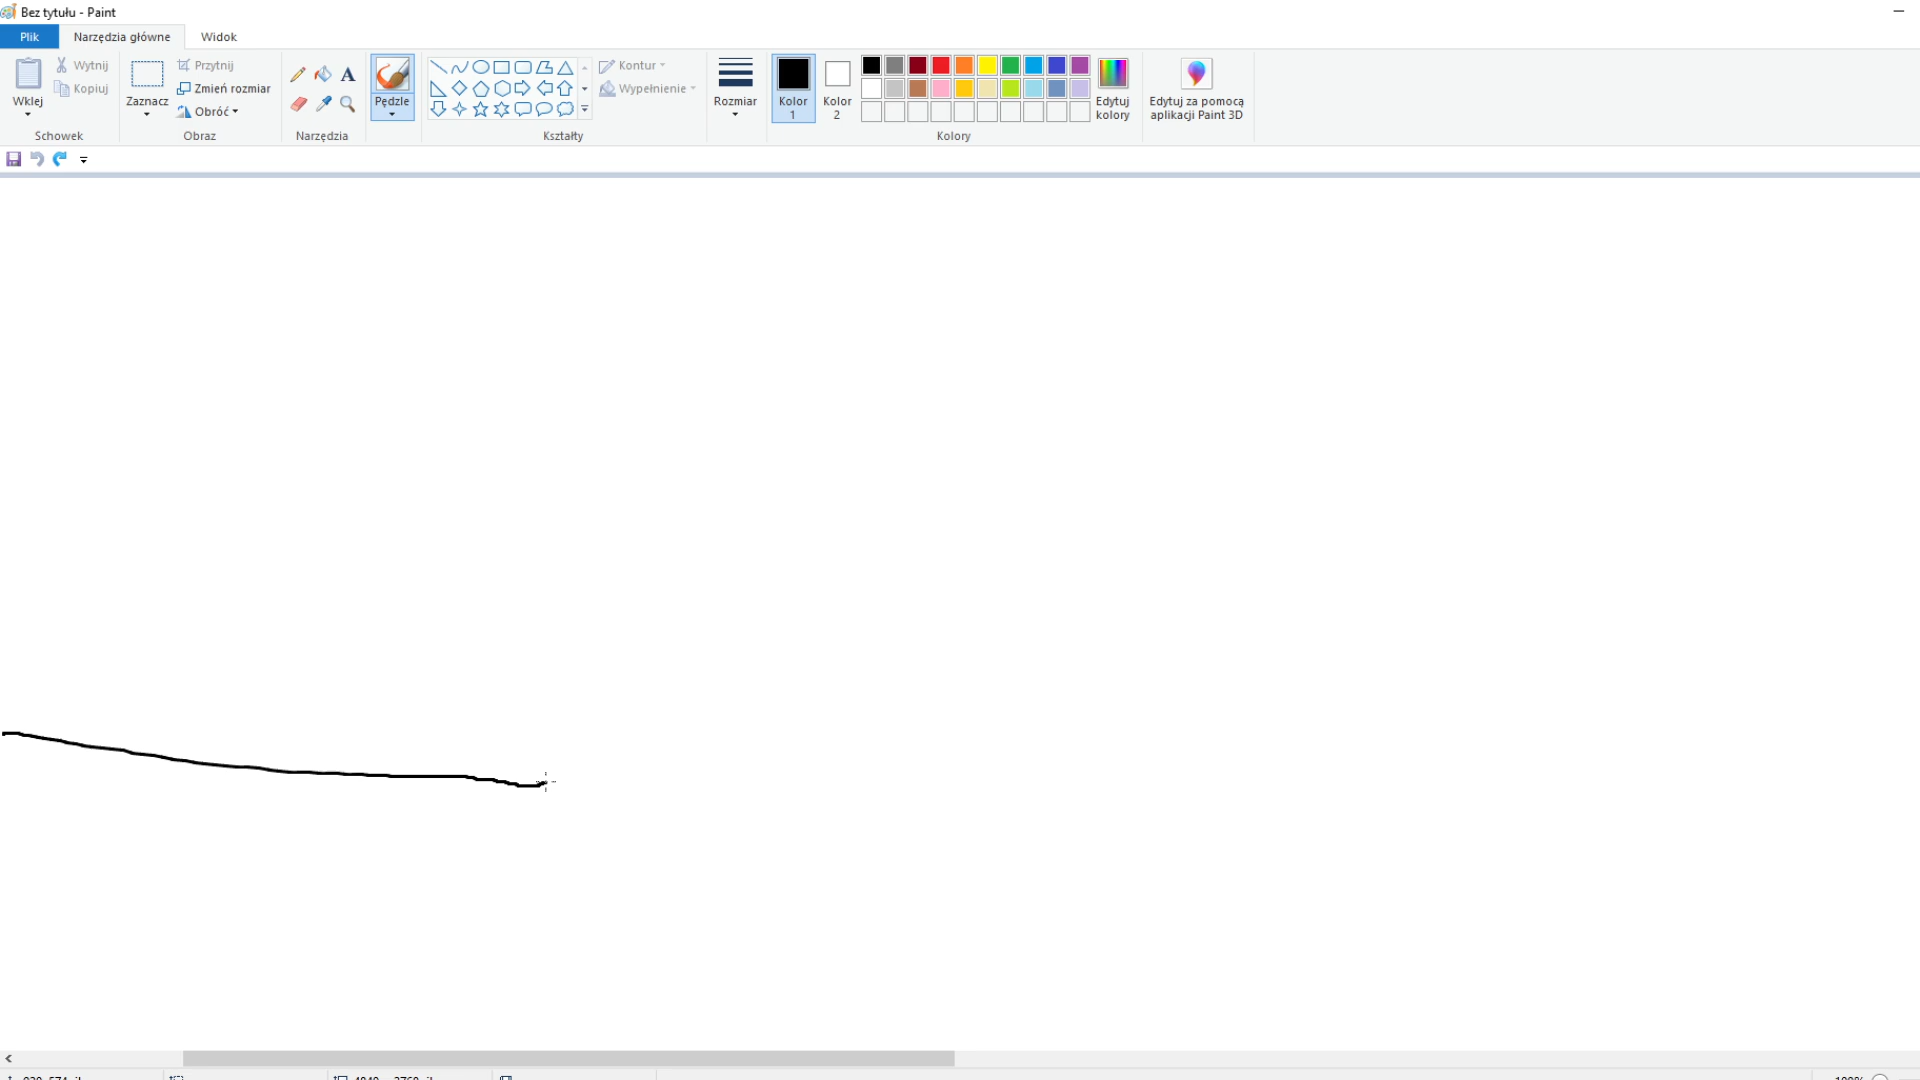 Bez tytułu - Paint
Plik Narzędzia główne Widok
Wklej
Wytnij
Kopiuj
Schowek
Zaznacz
Przytnij
Zmień rozmiar
Obróć
Obraz
A
Narzędzia
Pędzle
Kontur
Wypełnienie
Kształty
Rozmiar
Kolor
1
Kolor
2
Edytuj
kolory
Kolory
Edytuj za pomocą
aplikacji Paint 3D